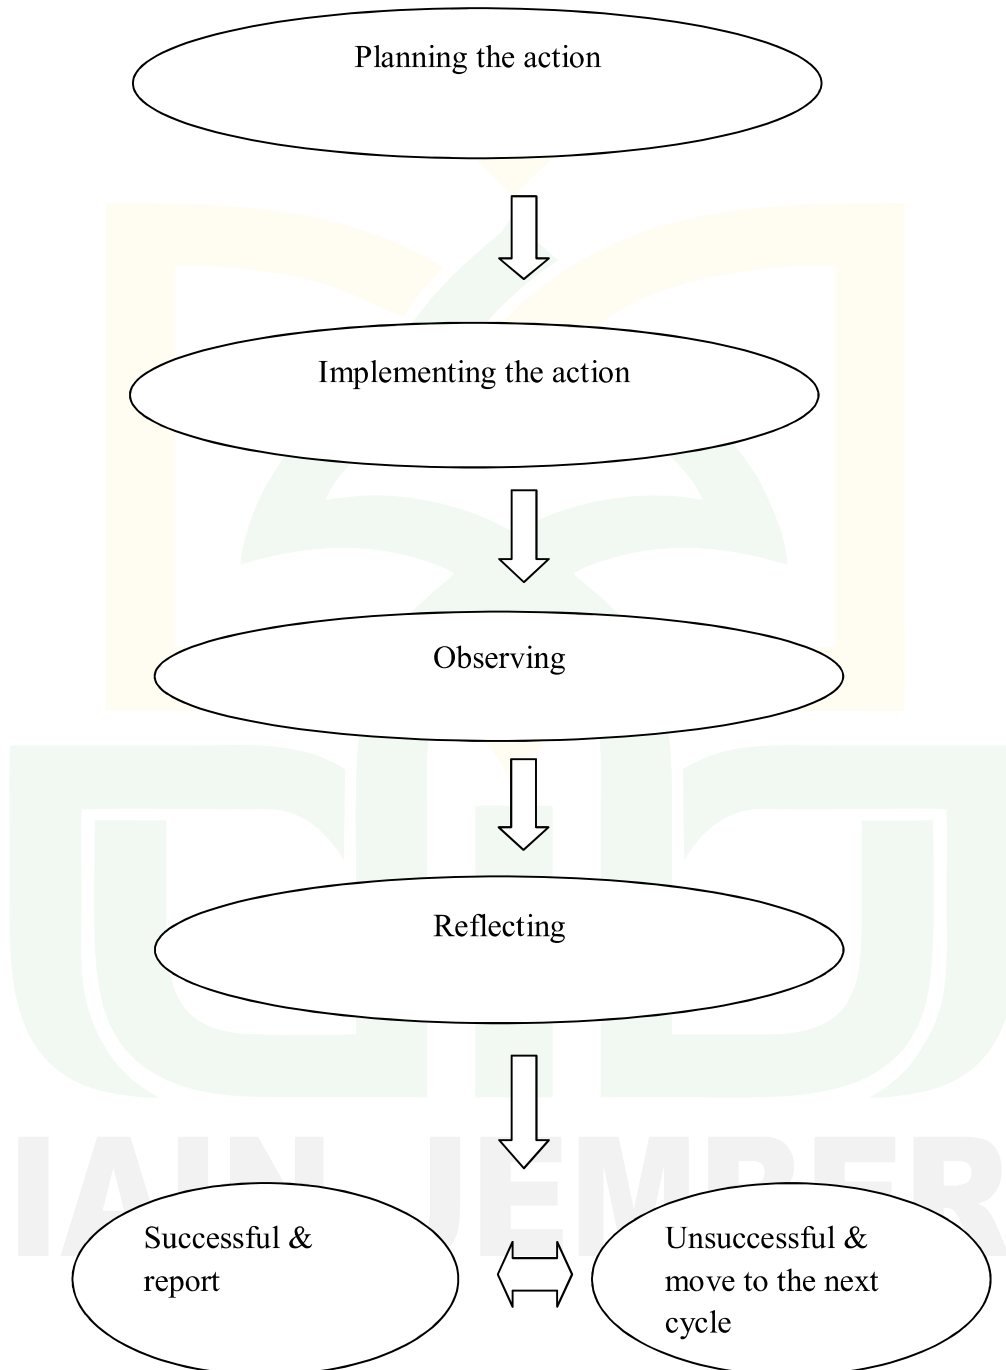 Planning the action
Implementing the action
Observing
Reflecting
IAIN JEMBER
Successful &
report
Unsuccessful &
move to the next
cycle